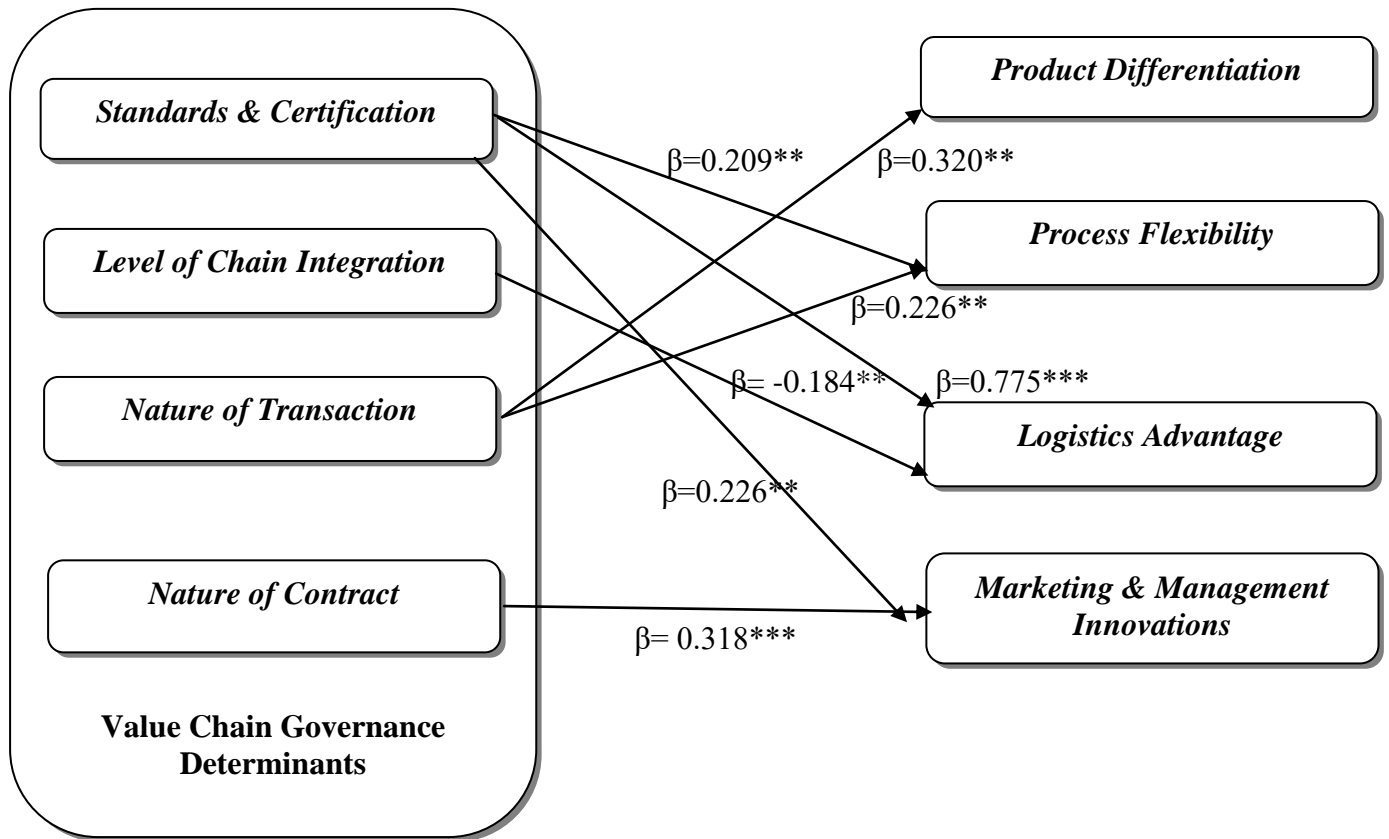 Standards & Certification
Level of Chain Integration
Nature of Transaction
Nature of Contract
Value Chain Governance
Determinants
β=0.209**
β=0.320**
β=0.226**
β= -0.184**
β=0.775***
β=0.226**
β= 0.318***
Product Differentiation
Process Flexibility
Logistics Advantage
Marketing & Management
Innovations